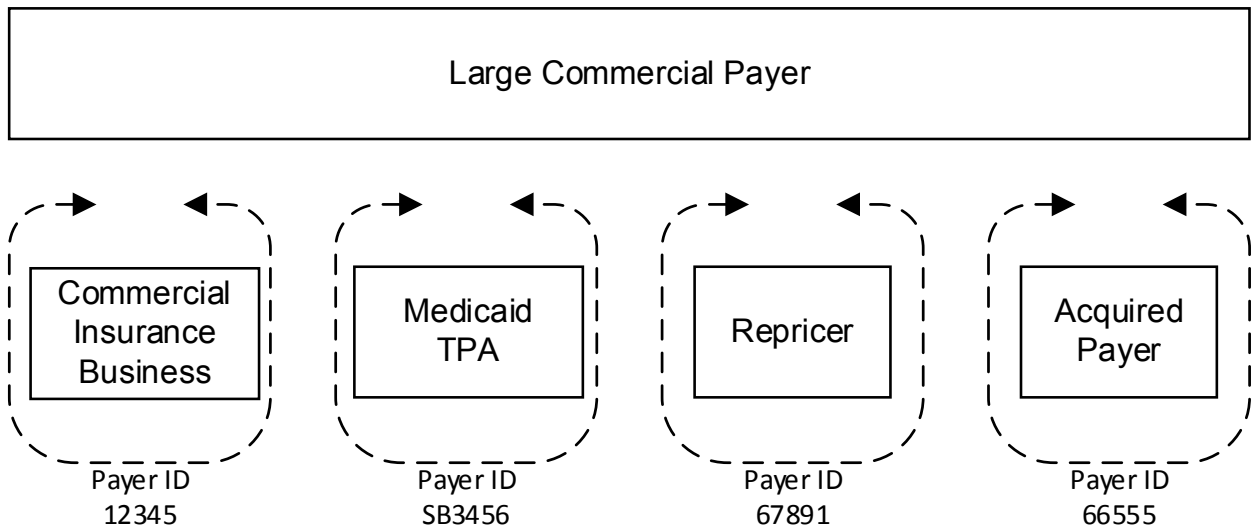 Large Commercial Payer
Commercial
Insurance
Business
Medicaid
TPA
Repricer
Acquired
Payer
Payer ID
12345
Payer ID
SB3456
Payer ID
67891
Payer ID
66555